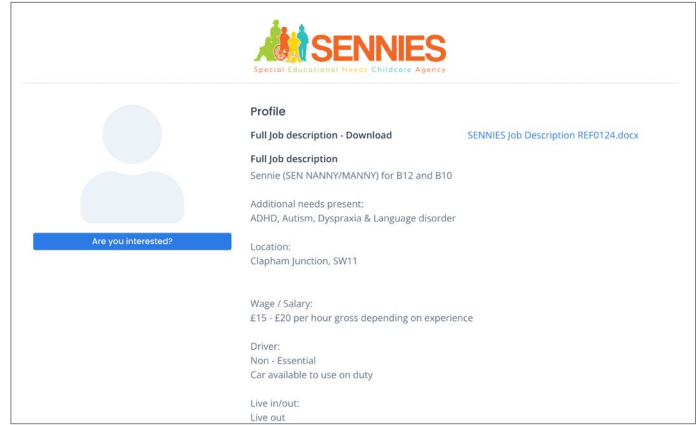 SENNIES
Special Educational Needs Childcare Agency
Profile
Full Job description - Download SENNIES Job Description REF0124.docx
Full Job description
Sennie (SEN NANNY/MANNY) for B12 and B10
Additional needs present:
ADHD, Autism, Dyspraxia & Language disorder
Are you interested?
Location:
Clapham Junction, SW11
Wage / Salary:
£15 - £20 per hour gross depending on experience
Driver:
Non - Essential
Car available to use on duty
Live in/out:
Live out